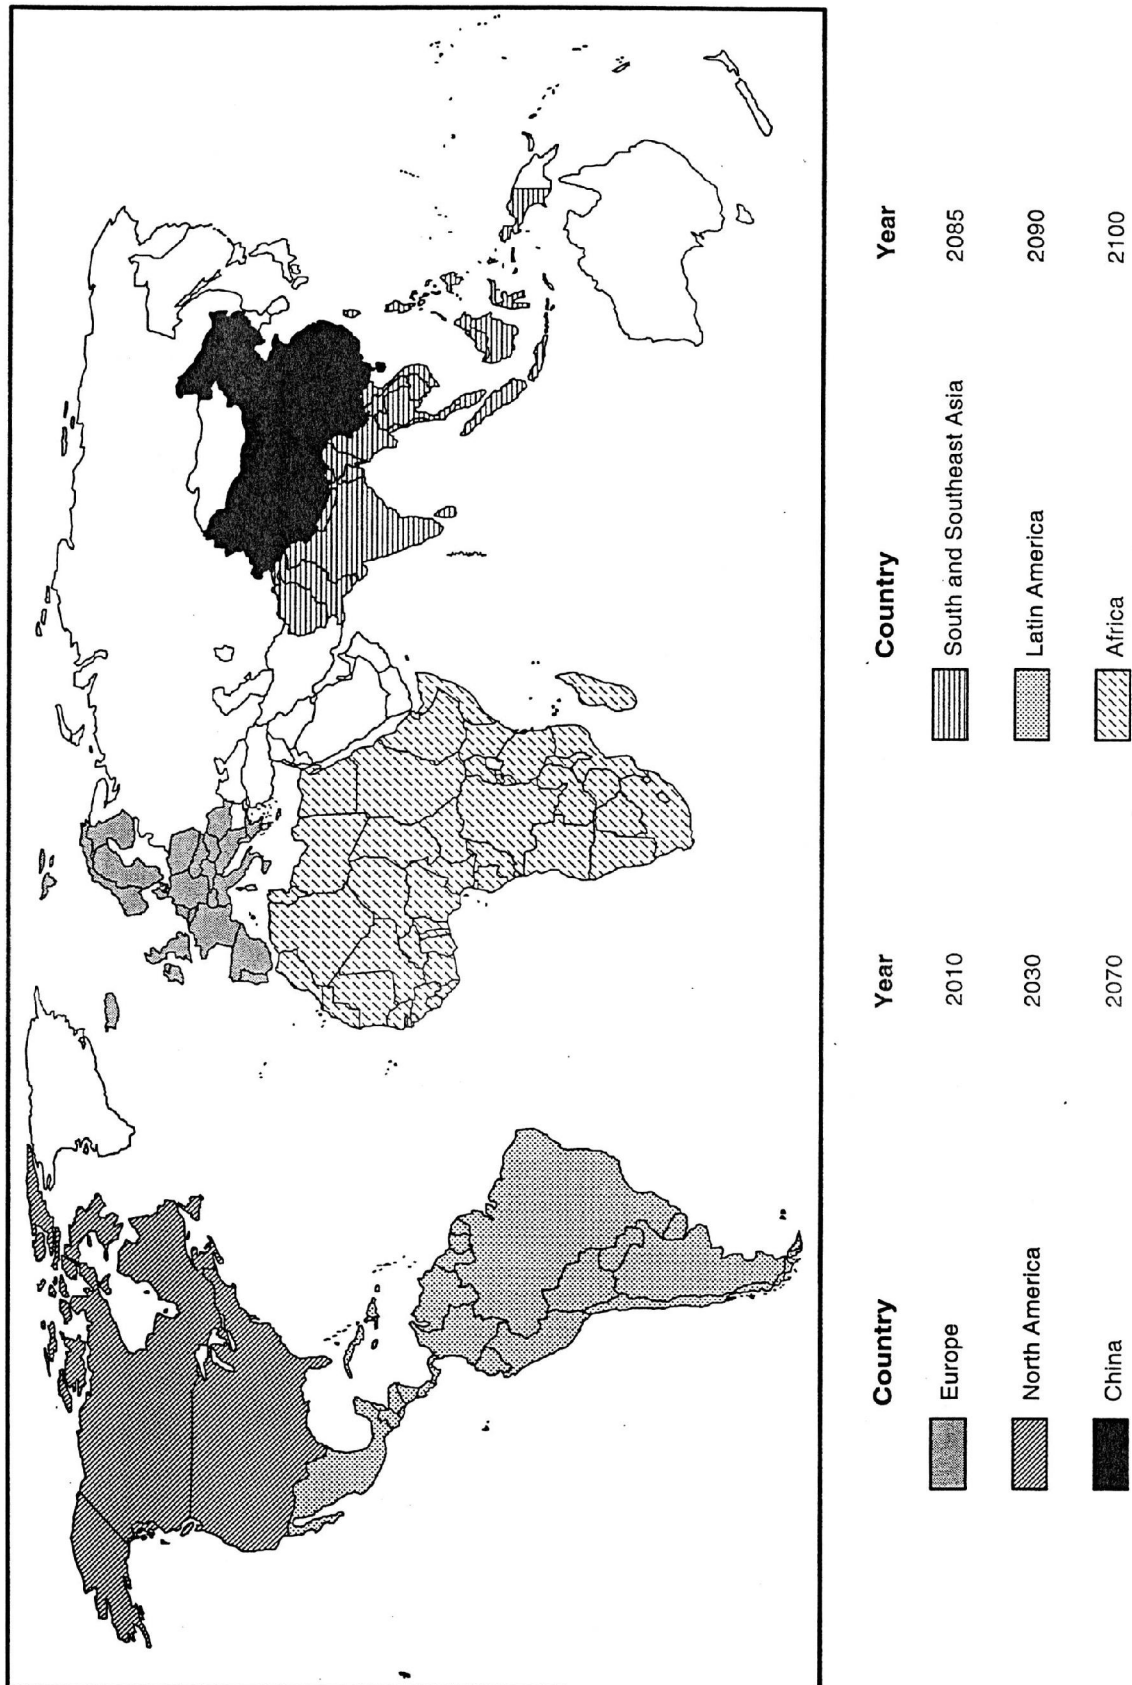 Country Year Country Year
Europe 2010 South and Southeast Asia 2085
North America 2030 Latin America 2090
China 2070 Africa 2100